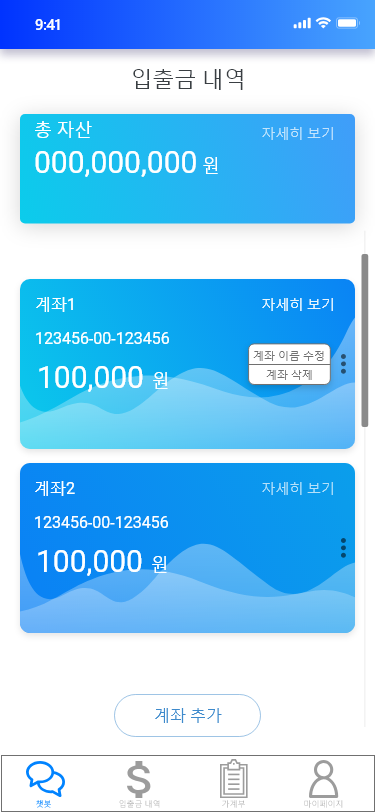 9:41
입출금 내역
총 자산
자세히 보기
000,000,000 원
계좌1
자세히 보기
123456-00-123456
100,000 원
계좌 이름 수정
계좌 삭제
계좌2
자세히 보기
123456-00-123456
100,000 원
계좌 추가
챗봇
입출금 내역
가계부
마이페이지